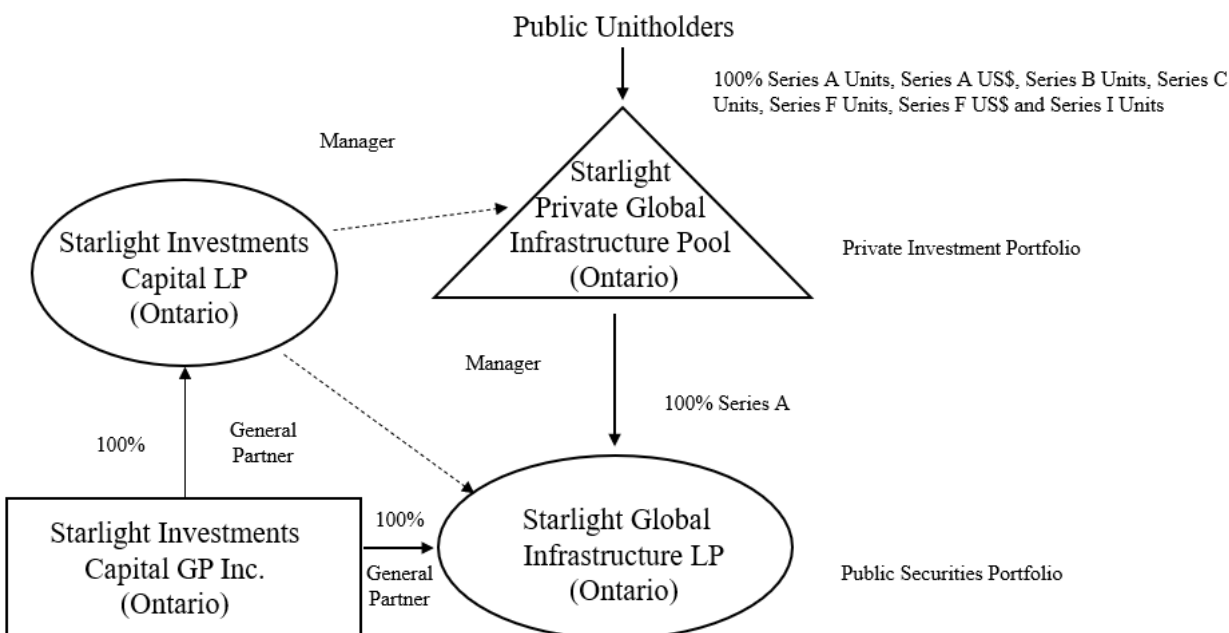 Public Unitholders
100% Series A Units, Series A US$, Series B Units, Series C
Units, Series F Units, Series F US$ and Series I Units
Manager
Starlight
Private Global
Infrastructure Pool
(Ontario)
Starlight Investments
Capital LP
(Ontario)
Private Investment Portfolio
Manager
100% Series A
100%
General
Partner
Starlight Investments
Capital GP Inc.
(Ontario)
100%
General
Partner
Starlight Global
Infrastructure LP
(Ontario)
Public Securities Portfolio